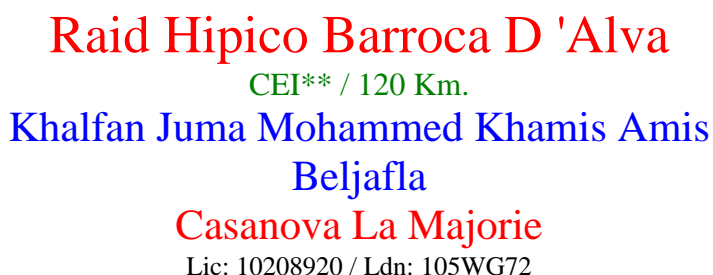 Raid Hipico Barroca D 'Alva
CEI** / 120 Km.
Khalfan Juma Mohammed Khamis Amis
Beljafla
Casanova La Majorie
Lic: 10208920 / Ldn: 105WG72